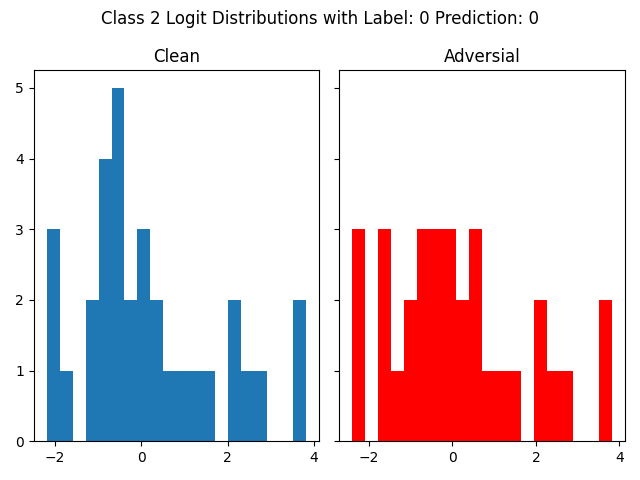 Class 2 Logit Distributions with Label: 0 Prediction: 0
Clean
Adversial
5
4
3
2
1
0
−2 0 2 4
−2 0 2 4